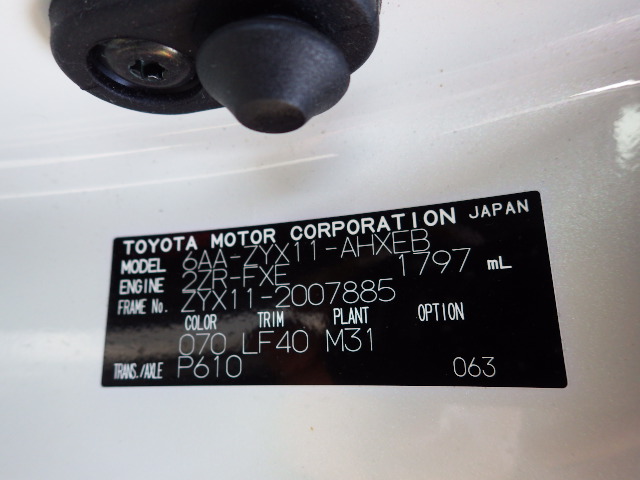 TOYOTA MOTOR CORPORATION JAPAN
MODEL 6AA-ZYX11-AHXEB
ENGINE 2ZR-FXE 1797 mL
FRAME No. ZYX11-2007885
COLOR TRIM PLANT OPTION
070 LF40 M31
TRANS./AXLE P610 063